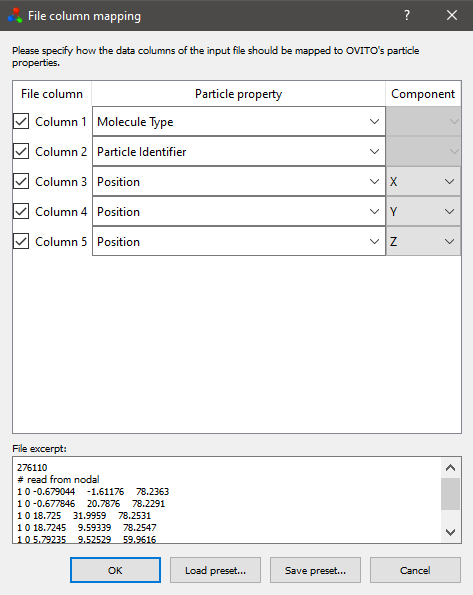 File column mapping
?
Please specify how the data columns of the input file should be mapped to OVITO's particle
properties.
File column Particle property Component
Column 1 Molecule Type
Column 2 Particle Identifier
Column 3 Position X
Column 4 Position Y
Column 5 Position Z
File excerpt:
276110
# read from nodal
1 0 -0.679044 -1.61176 78.2363
1 0 -0.677846 20.7876 78.2291
1 0 18.725 31.9959 78.2531
1 0 18.7245 9.59339 78.2547
1 0 5.79235 9.52529 59.9616
OK Load preset... Save preset... Cancel